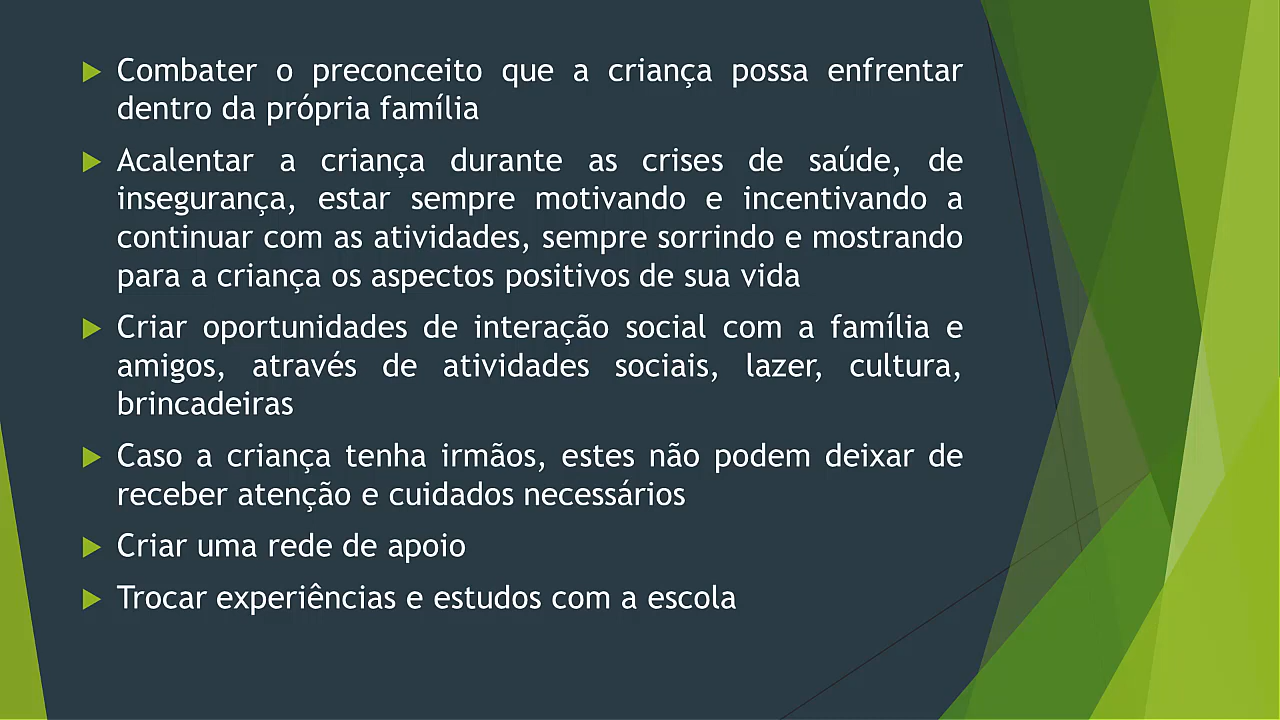 Combater o preconceito que a criança possa enfrentar
dentro da própria família
Acalentar a criança durante as crises de saúde, de
insegurança, estar sempre motivando e incentivando a
continuar com as atividades, sempre sorrindo e mostrando
para a criança os aspectos positivos de sua vida
Criar oportunidades de interação social com a família e
amigos, através de atividades sociais, lazer, cultura,
brincadeiras
Caso a criança tenha irmãos, estes não podem deixar de
receber atenção e cuidados necessários
Criar uma rede de apoio
Trocar experiências e estudos com a escola